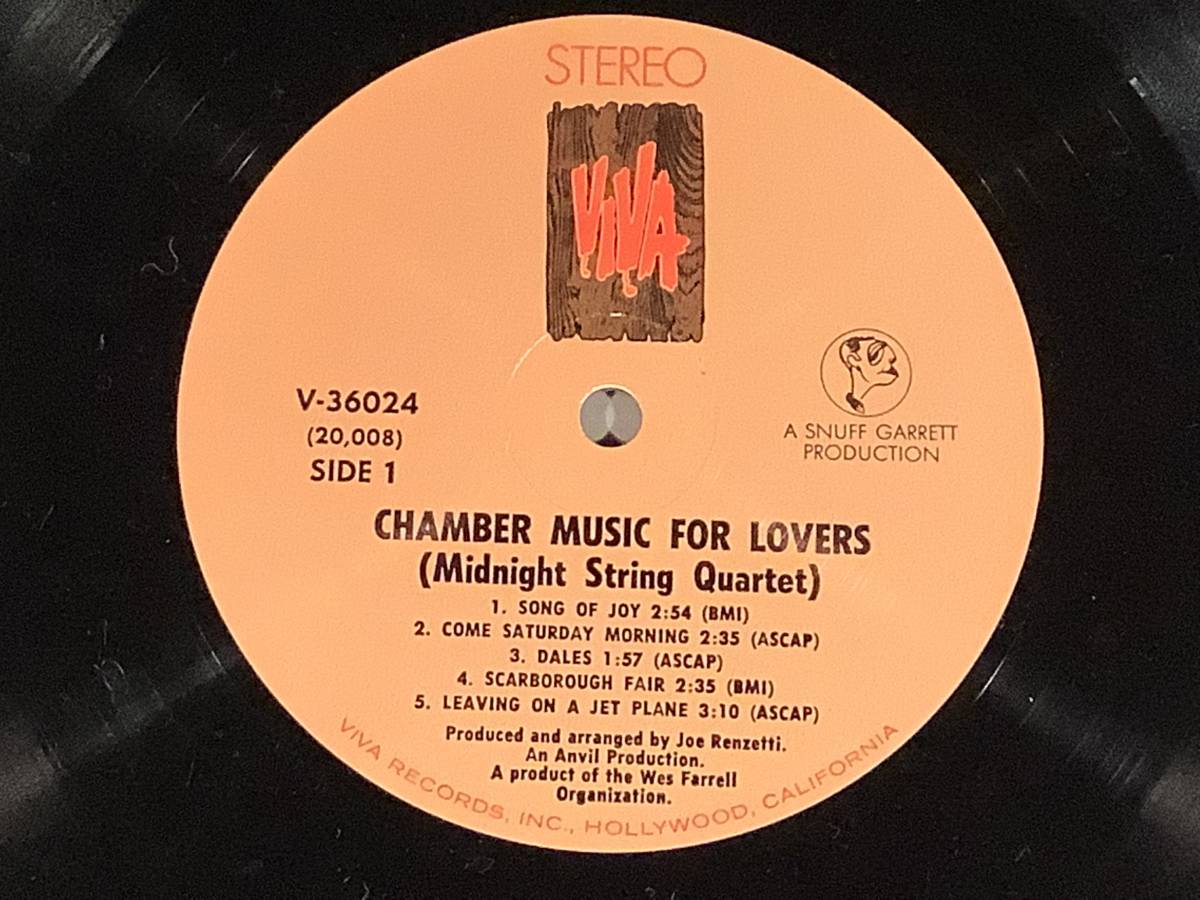 STEREO
VIVA
V-36024
(20,008)
SIDE 1
A SNUFF GARRETT
PRODUCTION
CHAMBER MUSIC FOR LOVERS
(Midnight String Quartet)
1. SONG OF JOY 2:54 (BMI)
2. COME SATURDAY MORNING 2:35 (ASCAP)
3. DALES 1:57 (ASCAP)
4. SCARBOROUGH FAIR 2:35 (BMI)
5. LEAVING ON A JET PLANE 3:10 (ASCAP)
Produced and arranged by Joe Renzetti.
An Anvil Production.
A product of the Wes Farrell
Organization.
VIVA RECORDS, INC., HOLLYWOOD, CALIFORNIA